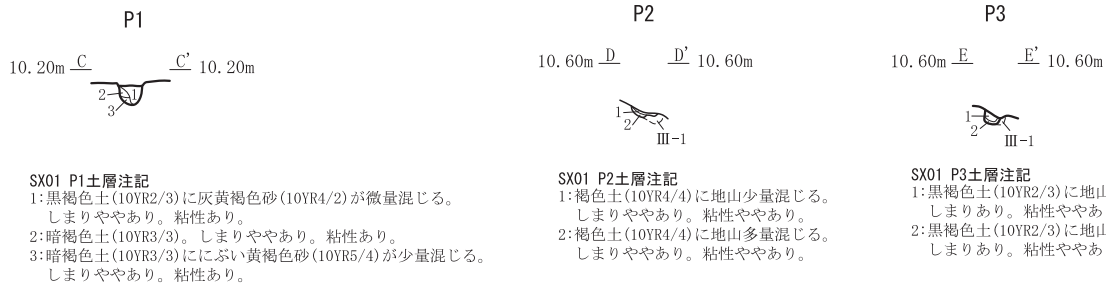 P1
10.20m C C' 10.20m
2 1
3
SX01 P1土層注記
1:黒褐色土(10YR2/3)に灰黄褐色砂(10YR4/2)が微量混じる。
しまりややあり。粘性あり。
2:暗褐色土(10YR3/3)。しまりややあり。粘性あり。
3:暗褐色土(10YR3/3)ににぶい黄褐色砂(10YR5/4)が少量混じる。
しまりややあり。粘性あり。
P2
10.60m D D' 10.60m
1
2
Ⅲ-1
SX01 P2土層注記
1:褐色土(10YR4/4)に地山少量混じる。
しまりややあり。粘性ややあり。
2:褐色土(10YR4/4)に地山多量混じる。
しまりややあり。粘性ややあり。
P3
10.60m E E' 10.60m
1
2
Ⅲ-1
SX01 P3土層注記
1:黒褐色土(10YR2/3)に地山
しまりあり。粘性ややあ
2:黒褐色土(10YR2/3)に地山
しまりあり。粘性ややあ